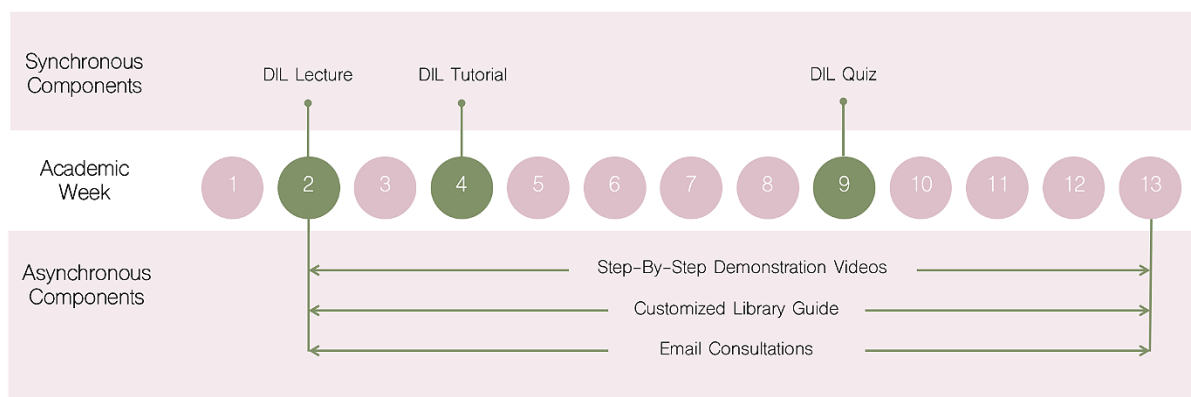 Synchronous
Components
DIL Lecture
DIL Tutorial
DIL Quiz
Academic
Week
1 2 3 4 5 6 7 8 9 10 11 12 13
Asynchronous
Components
Step-By-Step Demonstration Videos
Customized Library Guide
Email Consultations